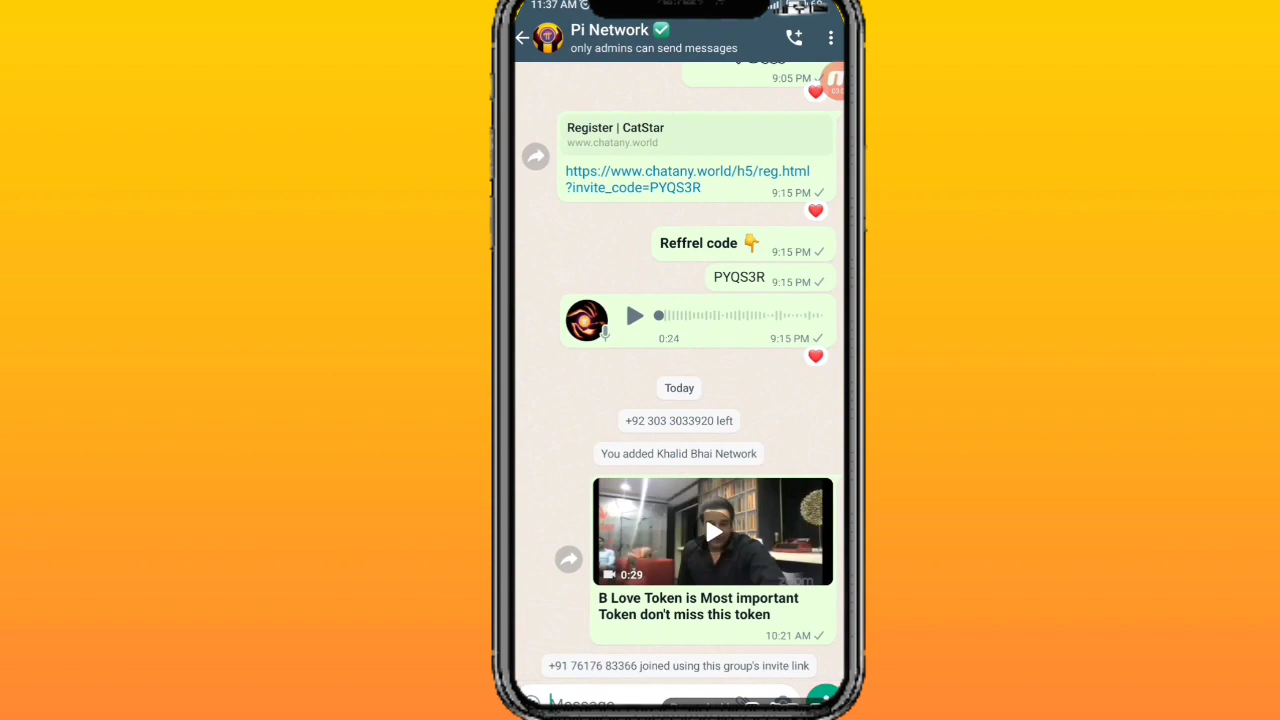 11:37 AM
Pi Network ✅
only admins can send messages
9:05 PM
Register | CatStar
www.chatany.world
https://www.chatany.world/h5/reg.html
?invite_code=PYQS3R
9:15 PM
Reffrel code 👇
9:15 PM
PYQS3R
9:15 PM
0:24
9:15 PM
Today
+92 303 3033920 left
You added Khalid Bhai Network
0:29
zoom
B Love Token is Most important
Token don't miss this token
10:21 AM
+91 76176 83366 joined using this group's invite link
Message